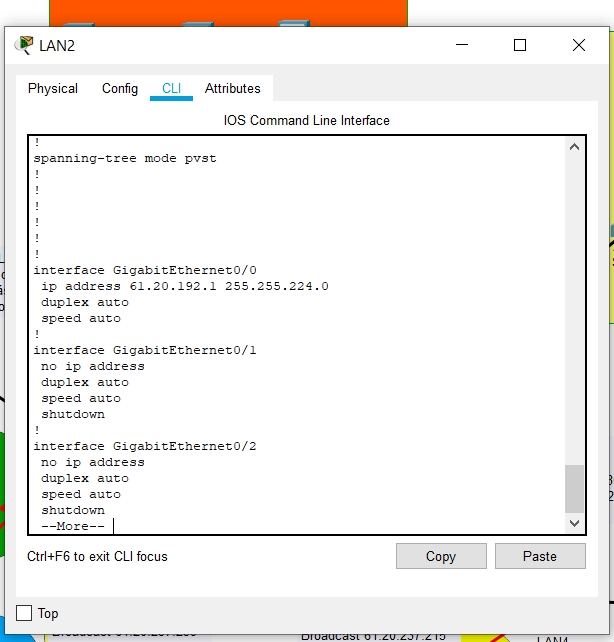 LAN2
Physical Config CLI Attributes
IOS Command Line Interface
!
spanning-tree mode pvst
!
!
!
!
!
!
interface GigabitEthernet0/0
ip address 61.20.192.1 255.255.224.0
duplex auto
speed auto
!
interface GigabitEthernet0/1
no ip address
duplex auto
speed auto
shutdown
!
interface GigabitEthernet0/2
no ip address
duplex auto
speed auto
shutdown
--More--
Ctrl+F6 to exit CLI focus
Copy Paste
Top
Broadcast 61.20.237.215
LAN4